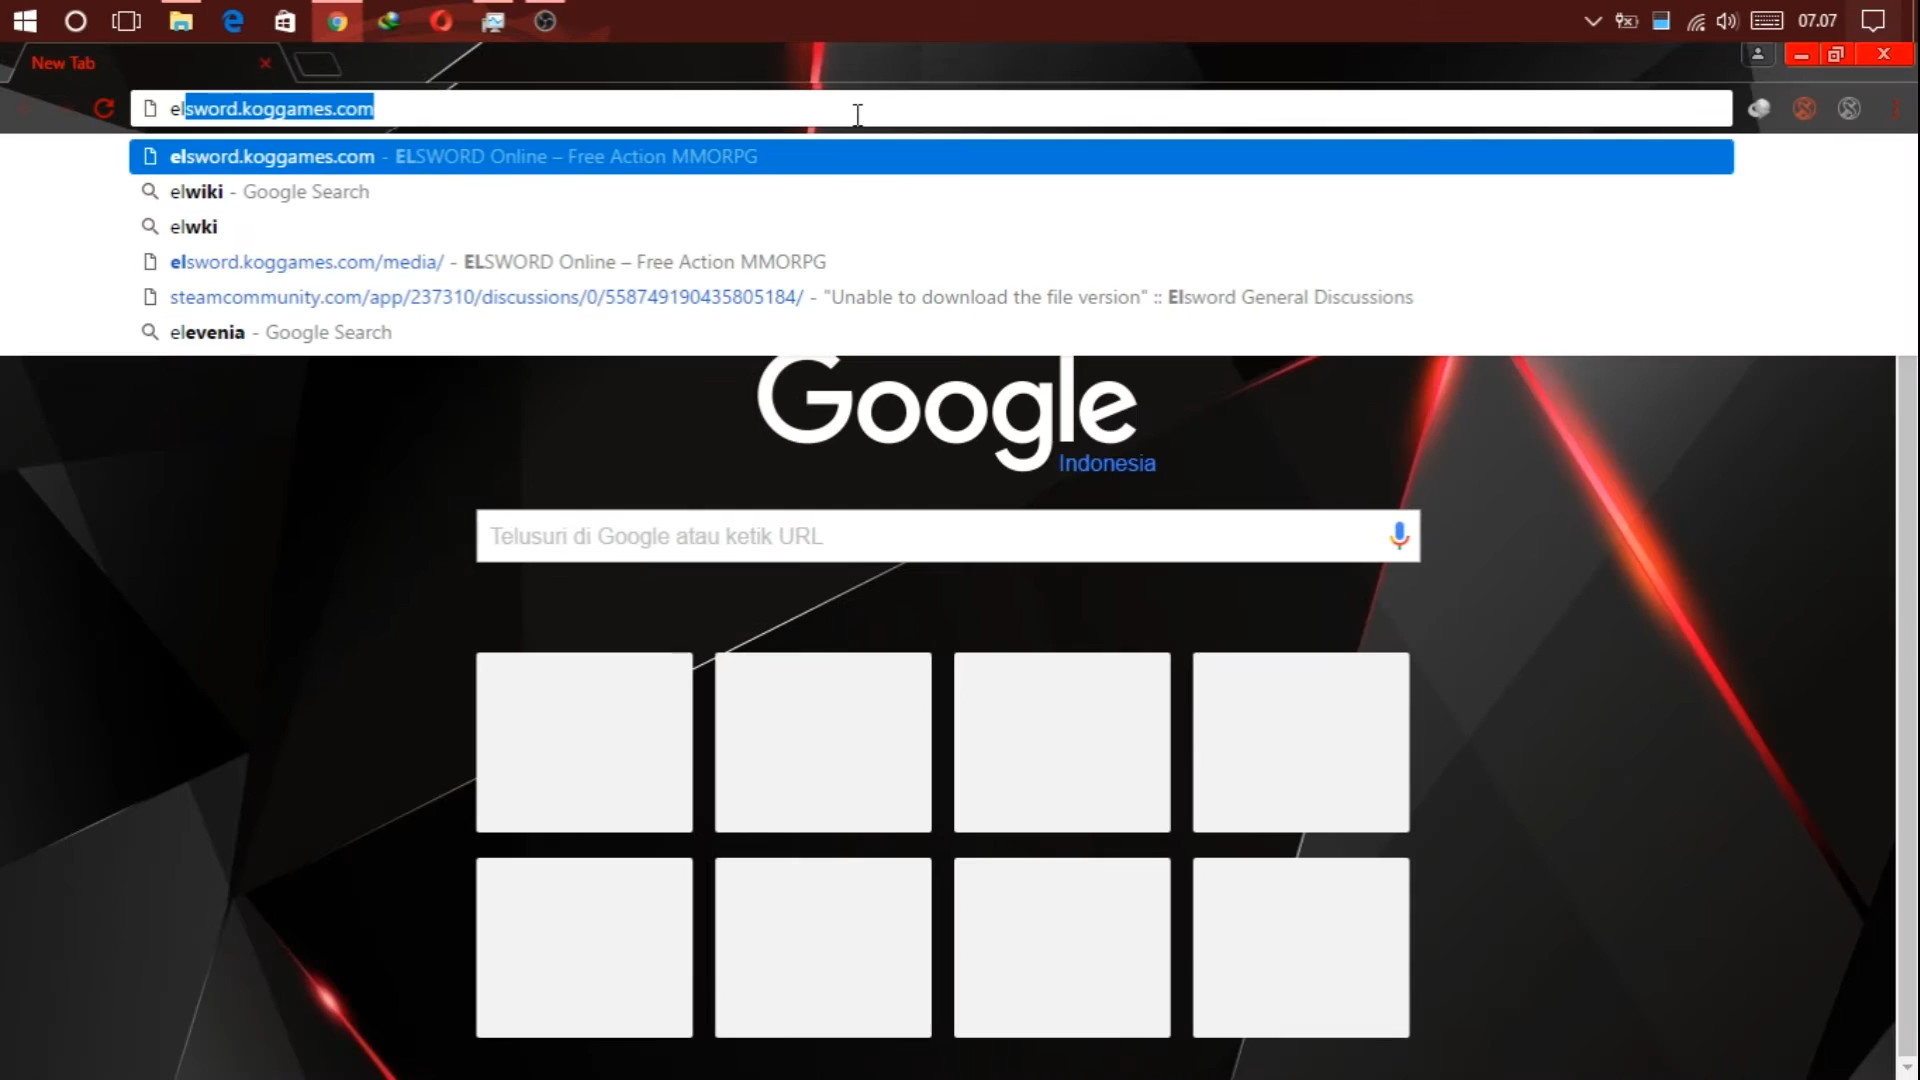 07.07
New Tab
elsword.koggames.com
elsword.koggames.com - ELSWORD Online – Free Action MMORPG
elwiki - Google Search
elwki
elsword.koggames.com/media/ - ELSWORD Online – Free Action MMORPG
steamcommunity.com/app/237310/discussions/0/558749190435805184/ - "Unable to download the file version" :: Elsword General Discussions
elevenia - Google Search
Google
Indonesia
Telusuri di Google atau ketik URL